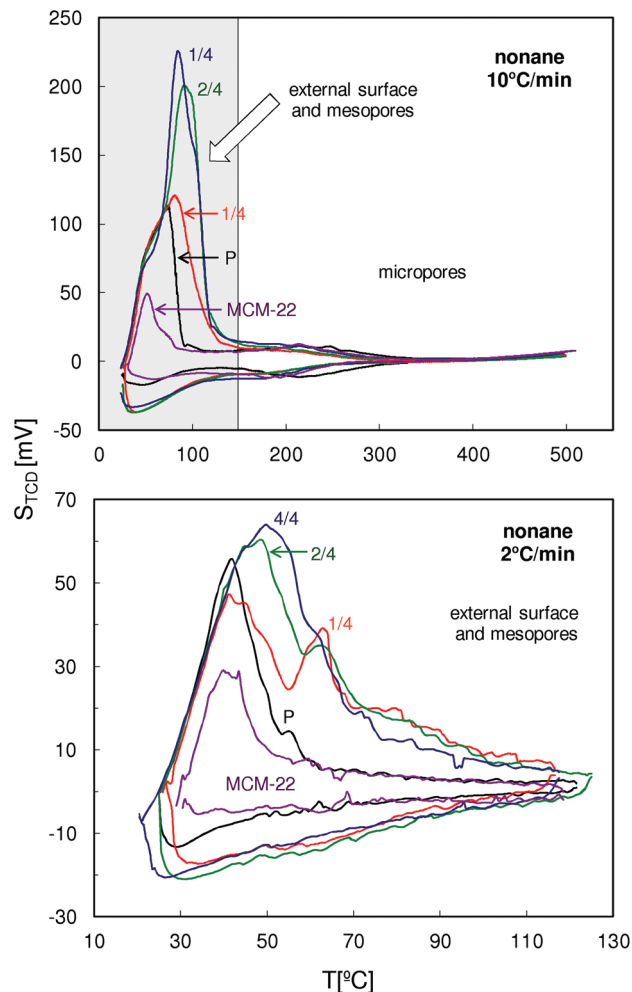 250
200
150
100
50
0
-50
nonane
10ºC/min
1/4
2/4
external surface
and mesopores
1/4
P
micropores
MCM-22
0
100
200
300
400
500
S_TCD [mV]
70
50
30
10
-10
-30
nonane
2ºC/min
4/4
2/4
external surface
and mesopores
1/4
P
MCM-22
10
30
50
70
90
110
130
T[ºC]